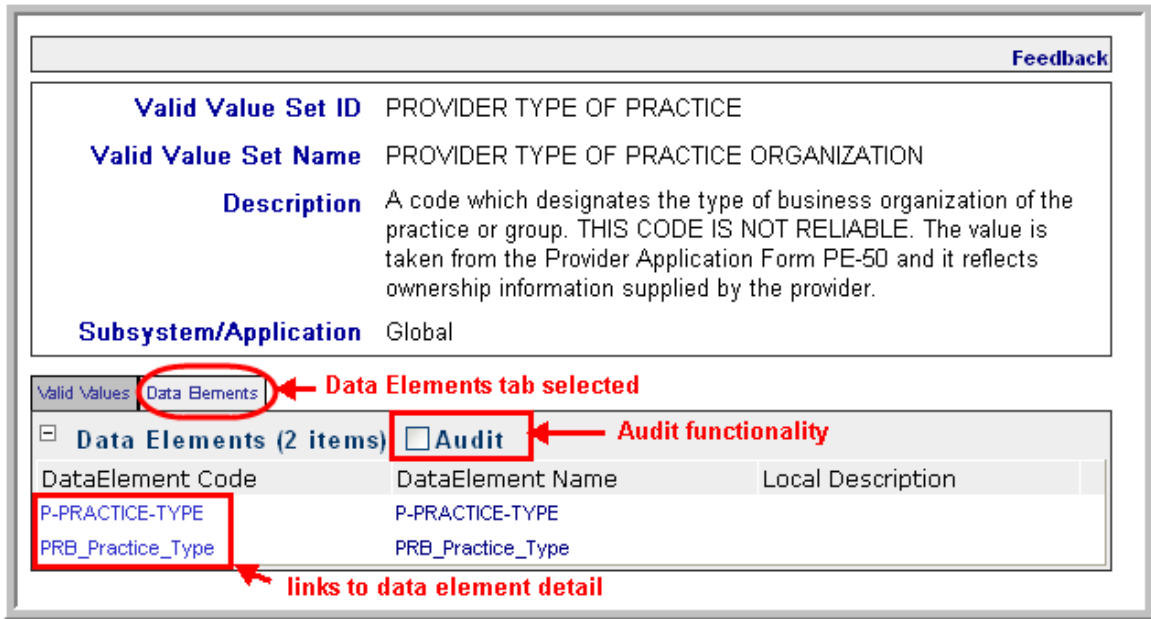 Feedback
Valid Value Set ID PROVIDER TYPE OF PRACTICE
Valid Value Set Name PROVIDER TYPE OF PRACTICE ORGANIZATION
Description A code which designates the type of business organization of the
practice or group. THIS CODE IS NOT RELIABLE. The value is
taken from the Provider Application Form PE-50 and it reflects
ownership information supplied by the provider.
Subsystem/Application Global
Valid Values Data Elements Data Elements tab selected
Data Elements (2 items) Audit Audit functionality
DataElement Code DataElement Name Local Description
P-PRACTICE-TYPE P-PRACTICE-TYPE
PRB_Practice_Type PRB_Practice_Type
links to data element detail